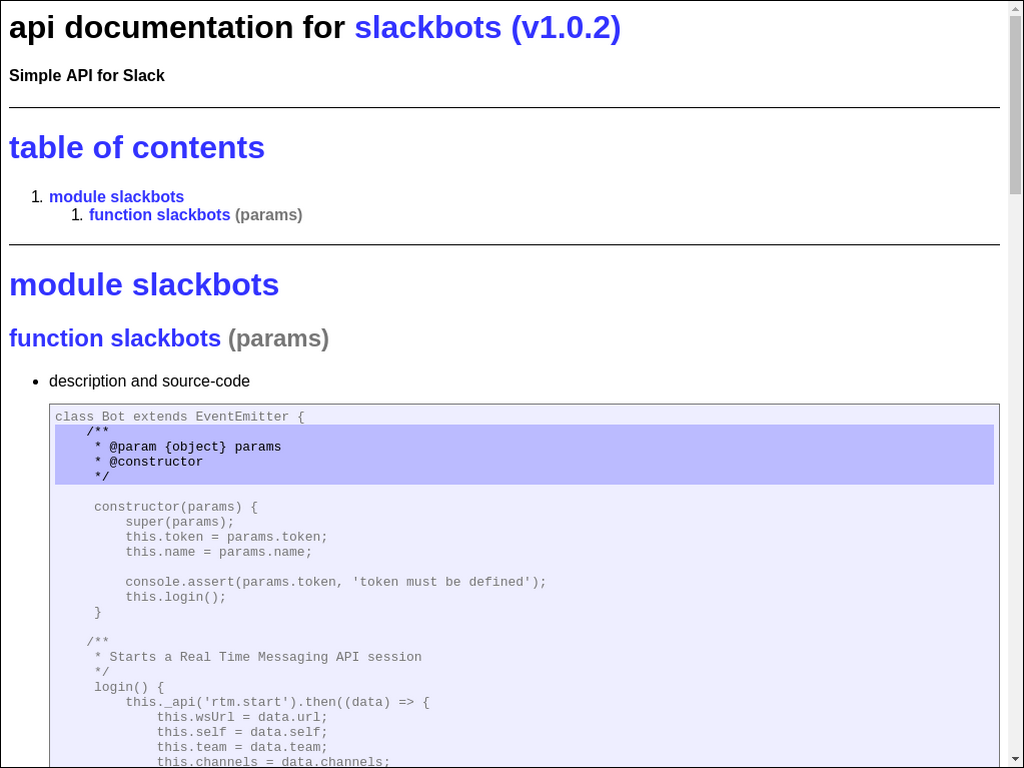 api documentation for slackbots (v1.0.2)
Simple API for Slack
table of contents
1. module slackbots
1. function slackbots (params)
module slackbots
function slackbots (params)
• description and source-code
class Bot extends EventEmitter {
    /**
     * @param {object} params
     * @constructor
     */
     constructor(params) {
         super(params);
         this.token = params.token;
         this.name = params.name;
         console.assert(params.token, 'token must be defined');
         this.login();
     }
    /**
     * Starts a Real Time Messaging API session
     */
     login() {
         this._api('rtm.start').then((data) => {
             this.wsUrl = data.url;
             this.self = data.self;
             this.team = data.team;
             this.channels = data.channels;